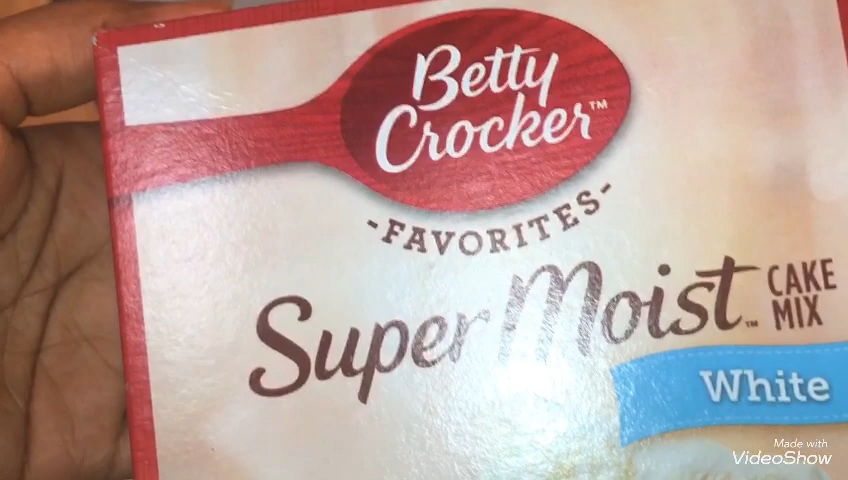 Betty
Crocker™
-FAVORITES-
Super Moist™ CAKE
MIX
White
Made with
VideoShow